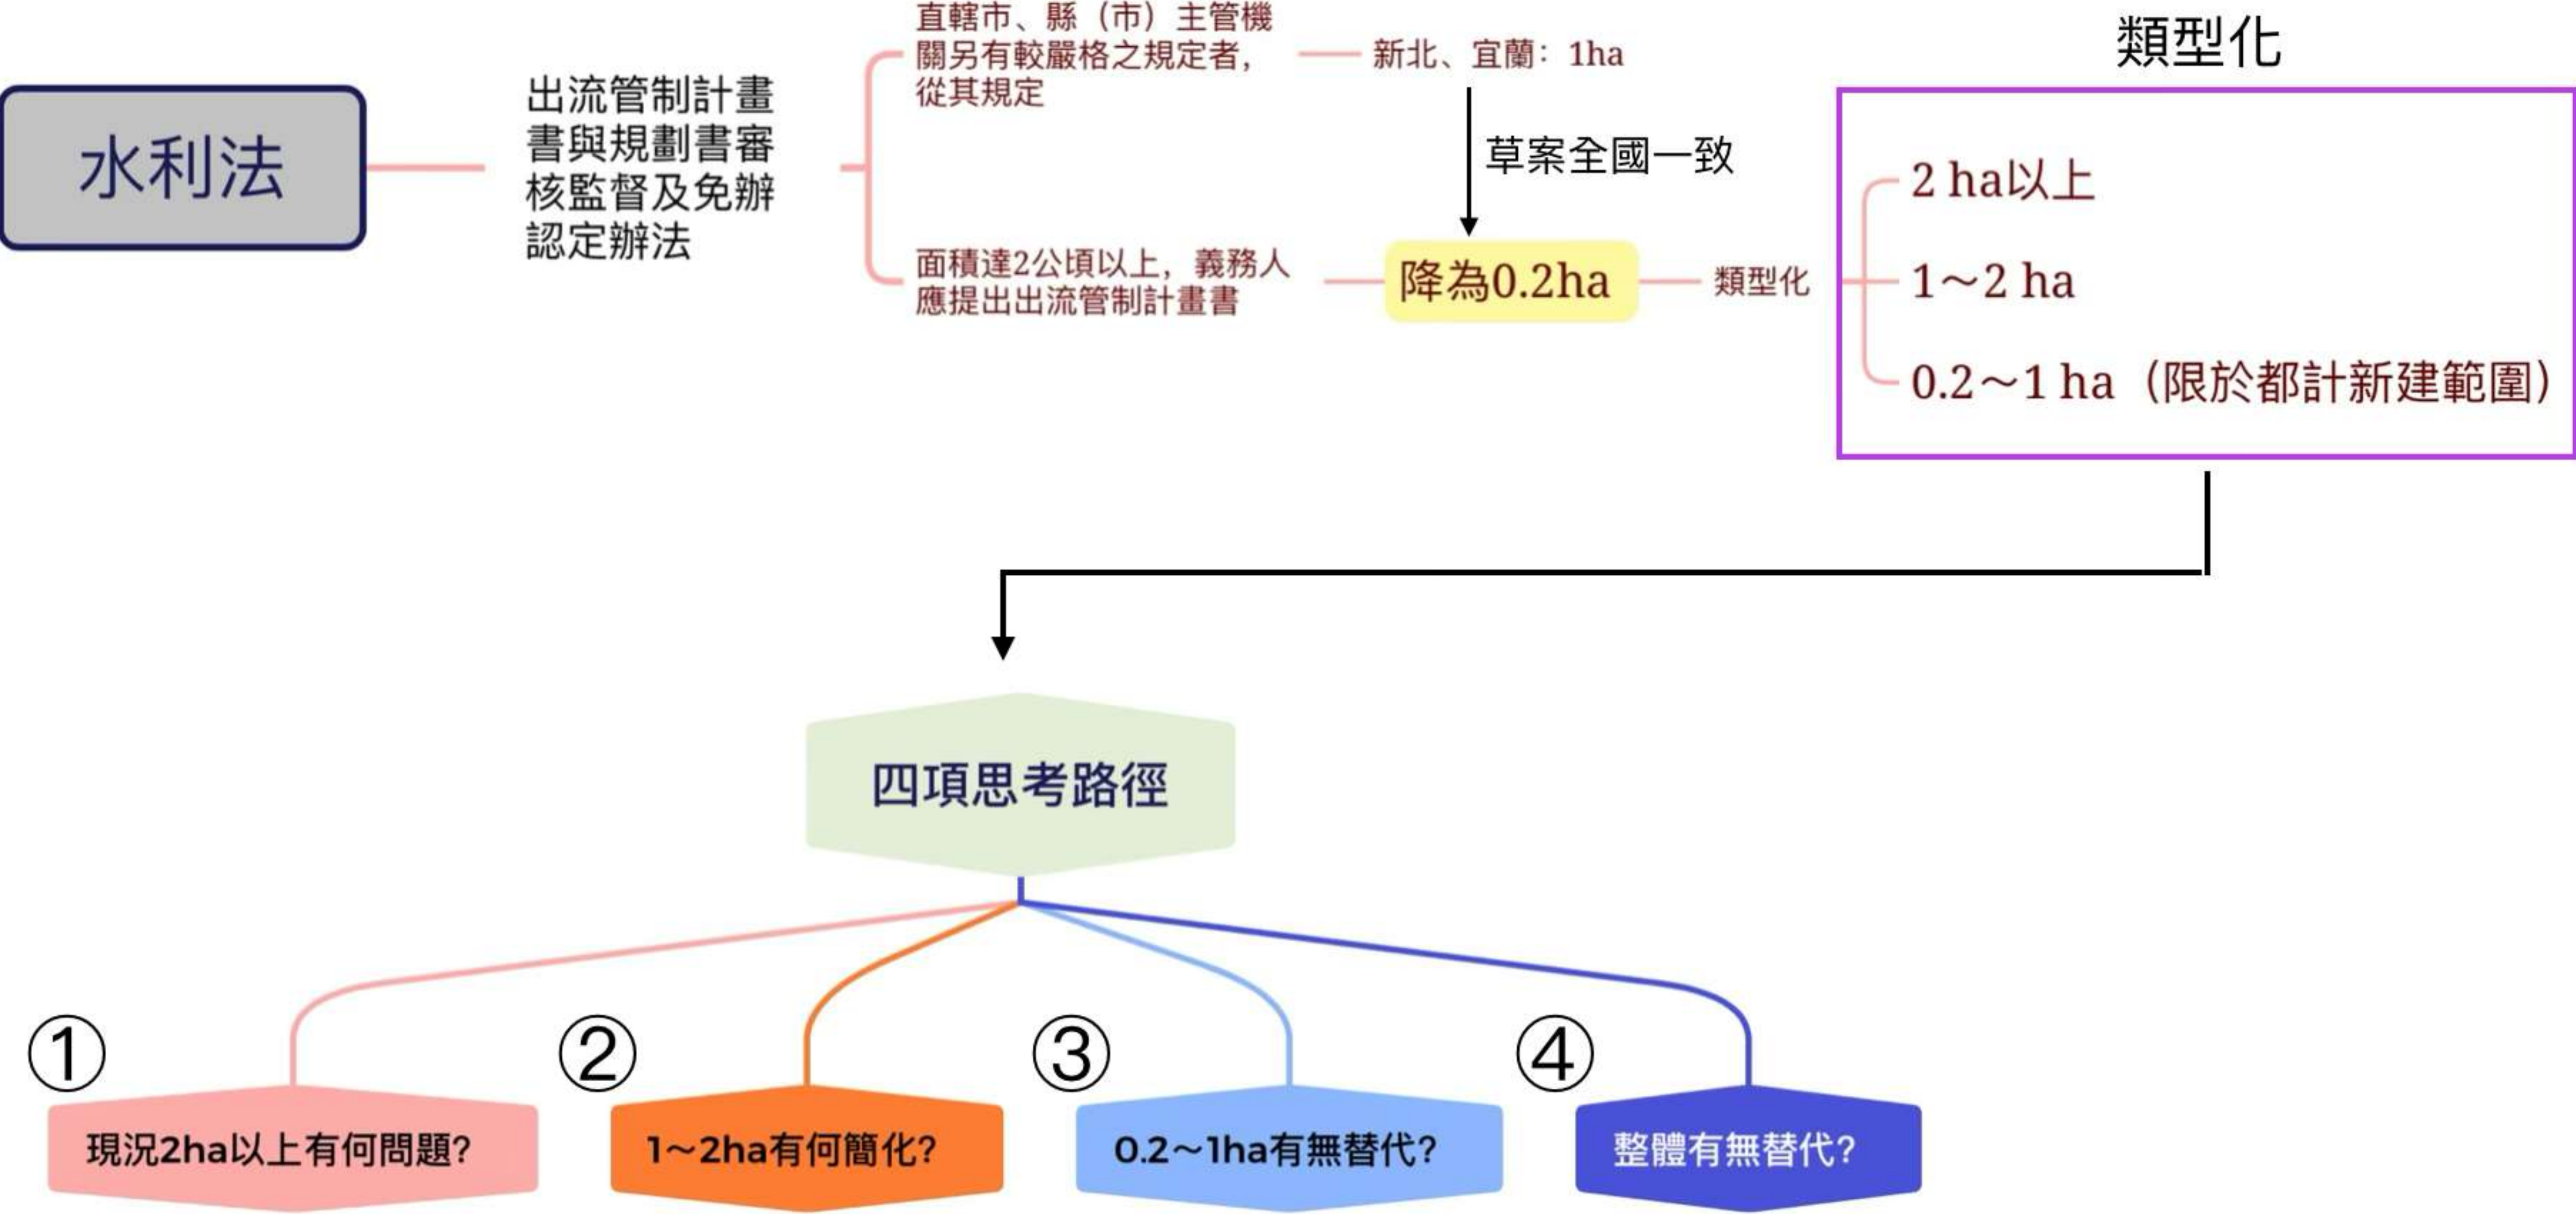 水利法
出流管制計畫
書與規劃書審
核監督及免辦
認定辦法
直轄市、縣（市）主管機
關另有較嚴格之規定者，
從其規定
新北、宜蘭：1ha
草案全國一致
面積達2公頃以上，義務人
應提出出流管制計畫書
降為0.2ha
類型化
類型化
2 ha以上
1～2 ha
0.2～1 ha（限於都計新建範圍）
四項思考路徑
①
現況2ha以上有何問題？
②
1～2ha有何簡化？
③
0.2～1ha有無替代？
④
整體有無替代？